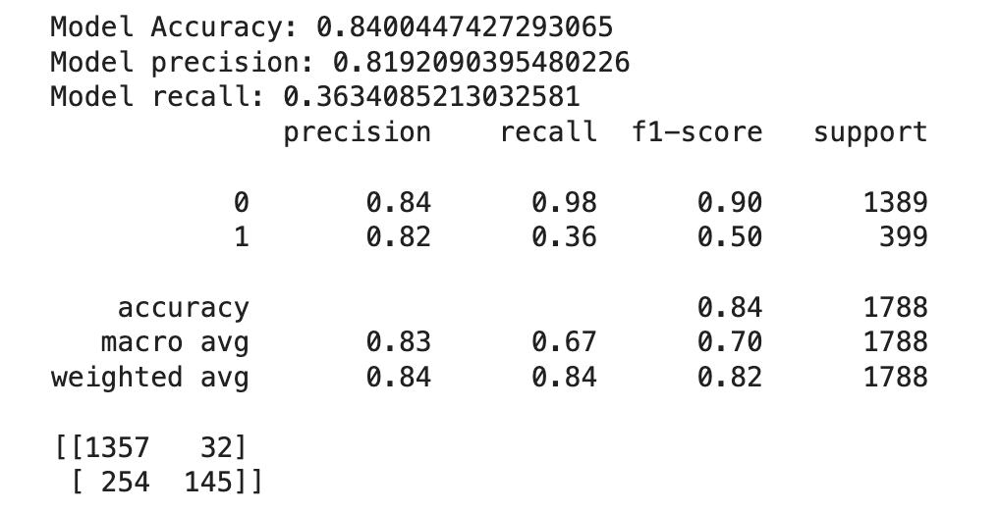 Model Accuracy: 0.8400447427293065
Model precision: 0.8192090395480226
Model recall: 0.3634085213032581
precision recall f1-score support
0 0.84 0.98 0.90 1389
1 0.82 0.36 0.50 399
accuracy 0.84 1788
macro avg 0.83 0.67 0.70 1788
weighted avg 0.84 0.84 0.82 1788
[[1357 32]
[ 254 145]]